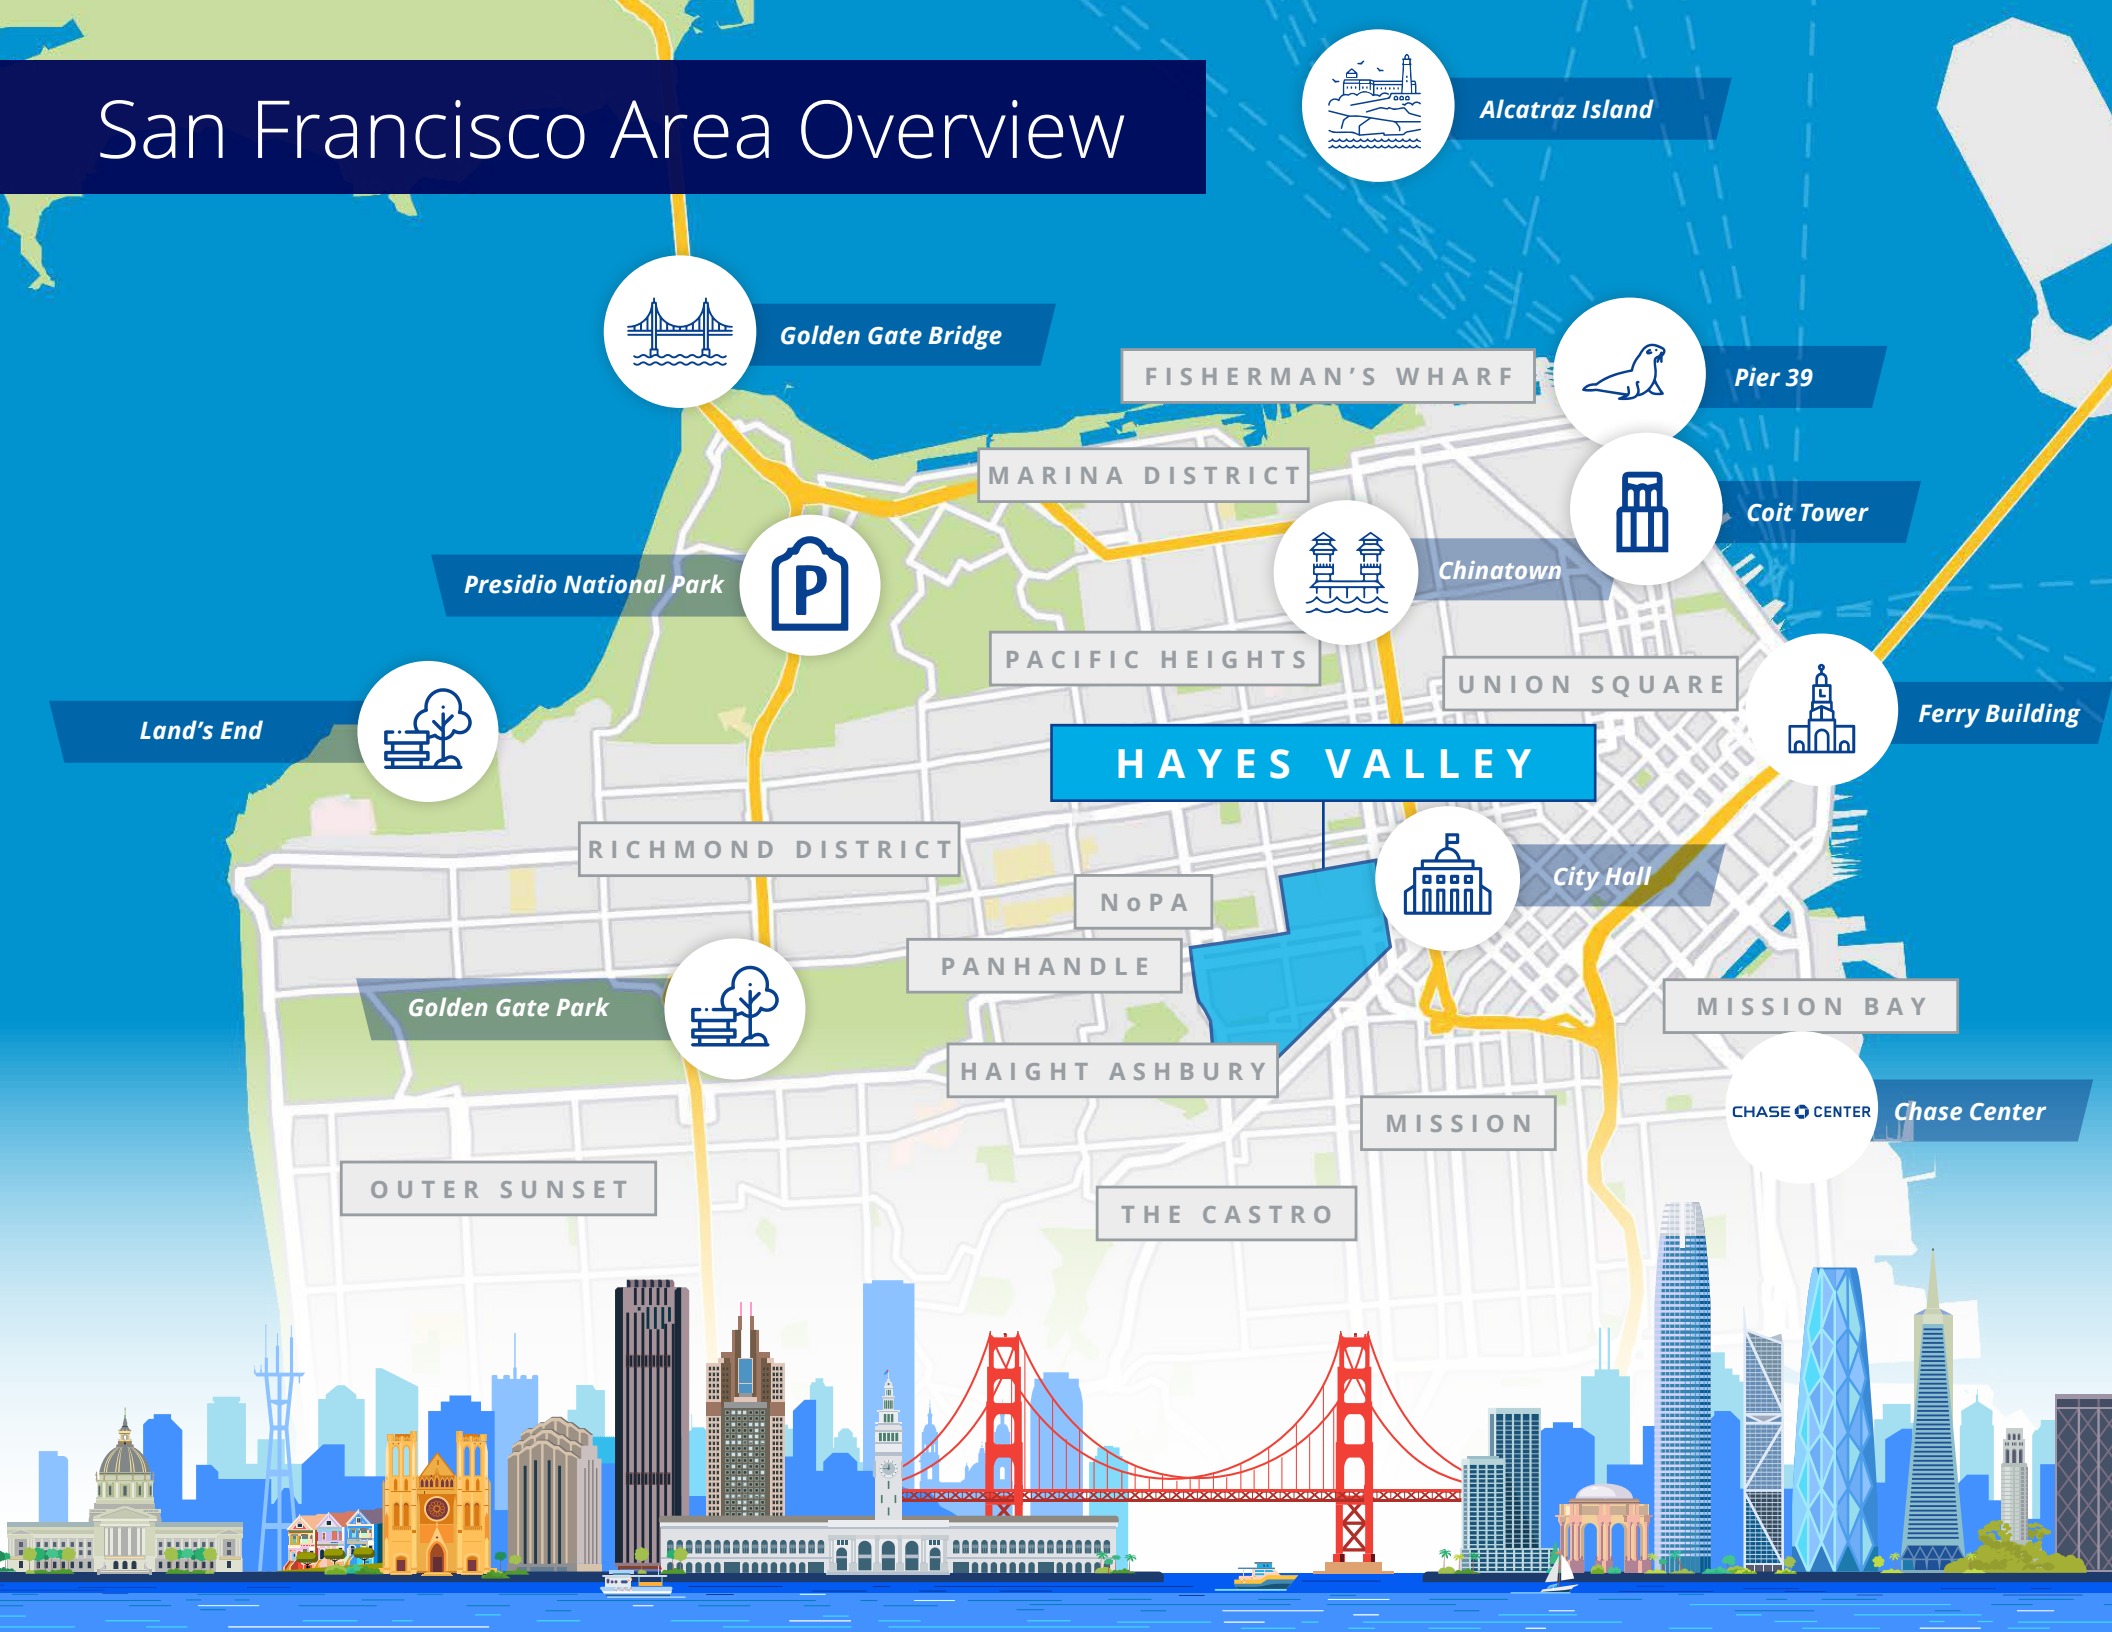 San Francisco Area Overview
Alcatraz Island
Golden Gate Bridge
FISHERMAN'S WHARF
Pier 39
MARINA DISTRICT
Coit Tower
Chinatown
Presidio National Park
P
PACIFIC HEIGHTS
UNION SQUARE
Ferry Building
Land's End
HAYES VALLEY
RICHMOND DISTRICT
City Hall
NoPA
PANHANDLE
Golden Gate Park
MISSION BAY
HAIGHT ASHBURY
CHASE CENTER
Chase Center
MISSION
OUTER SUNSET
THE CASTRO